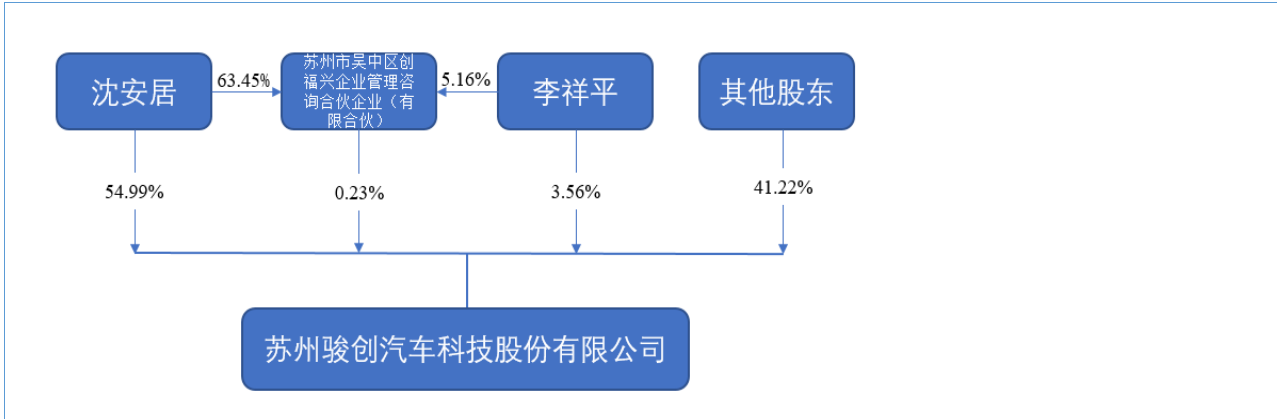 沈安居
63.45%
苏州市吴中区创
福兴企业管理咨
询合伙企业（有
限合伙）
5.16%
李祥平
其他股东
54.99%
0.23%
3.56%
41.22%
苏州骏创汽车科技股份有限公司